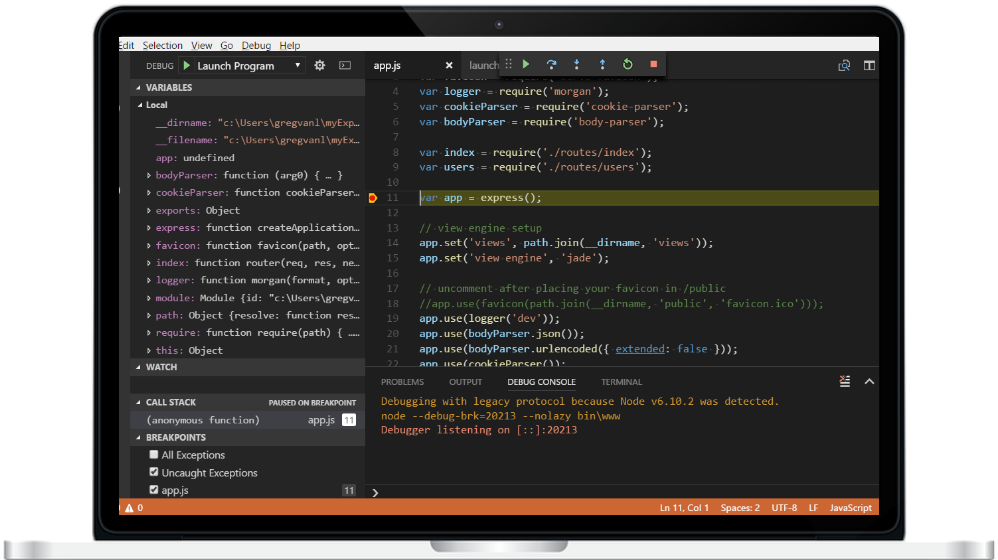 Edit Selection View Go Debug Help
DEBUG Launch Program
app.js
launch
VARIABLES
Local
__dirname: "c:\Users\gregvanl\myExp…
__filename: "c:\Users\gregvanl\myEx…
app: undefined
bodyParser: function (arg0) { … }
cookieParser: function cookieParser…
exports: Object
express: function createApplication…
favicon: function favicon(path, opt…
index: function router(req, res, ne…
logger: function morgan(format, opt…
module: Module {id: "c:\Users\gregv…
path: Object {resolve: function res…
require: function require(path) { ……
this: Object
WATCH
CALL STACK PAUSED ON BREAKPOINT
(anonymous function) app.js 11
BREAKPOINTS
All Exceptions
Uncaught Exceptions
app.js 11
4 var logger = require('morgan');
5 var cookieParser = require('cookie-parser');
6 var bodyParser = require('body-parser');
7
8 var index = require('./routes/index');
9 var users = require('./routes/users');
10
11 var app = express();
12
13 // view engine setup
14 app.set('views', path.join(__dirname, 'views'));
15 app.set('view engine', 'jade');
16
17 // uncomment after placing your favicon in /public
18 //app.use(favicon(path.join(__dirname, 'public', 'favicon.ico')));
19 app.use(logger('dev'));
20 app.use(bodyParser.json());
21 app.use(bodyParser.urlencoded({ extended: false }));
22 app.use(cookieParser());
PROBLEMS OUTPUT DEBUG CONSOLE TERMINAL
Debugging with legacy protocol because Node v6.10.2 was detected.
node --debug-brk=20213 --nolazy bin\www
Debugger listening on [::]:20213
0
Ln 11, Col 1 Spaces: 2 UTF-8 LF JavaScript